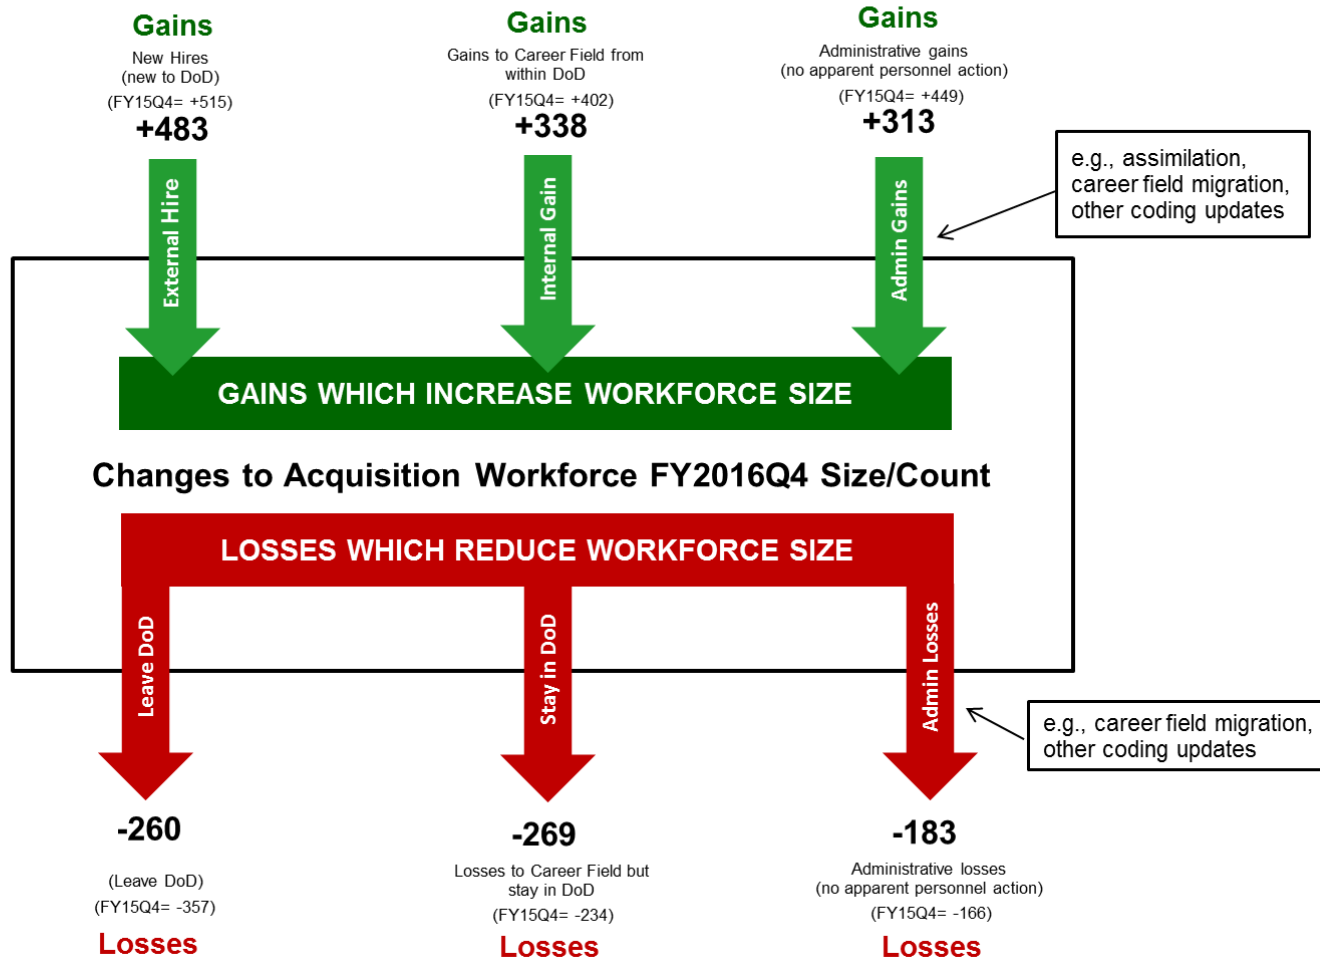 Gains
New Hires
(new to DoD)
(FY15Q4= +515)
+483
Gains
Gains to Career Field from
within DoD
(FY15Q4= +402)
+338
Gains
Administrative gains
(no apparent personnel action)
(FY15Q4= +449)
+313
External Hire
Internal Gain
Admin Gains
e.g., assimilation,
career field migration,
other coding updates
GAINS WHICH INCREASE WORKFORCE SIZE
Changes to Acquisition Workforce FY2016Q4 Size/Count
LOSSES WHICH REDUCE WORKFORCE SIZE
Leave DoD
Stay in DoD
Admin Losses
e.g., career field migration,
other coding updates
-260
(Leave DoD)
(FY15Q4= -357)
Losses
-269
Losses to Career Field but
stay in DoD
(FY15Q4= -234)
Losses
-183
Administrative losses
(no apparent personnel action)
(FY15Q4= -166)
Losses